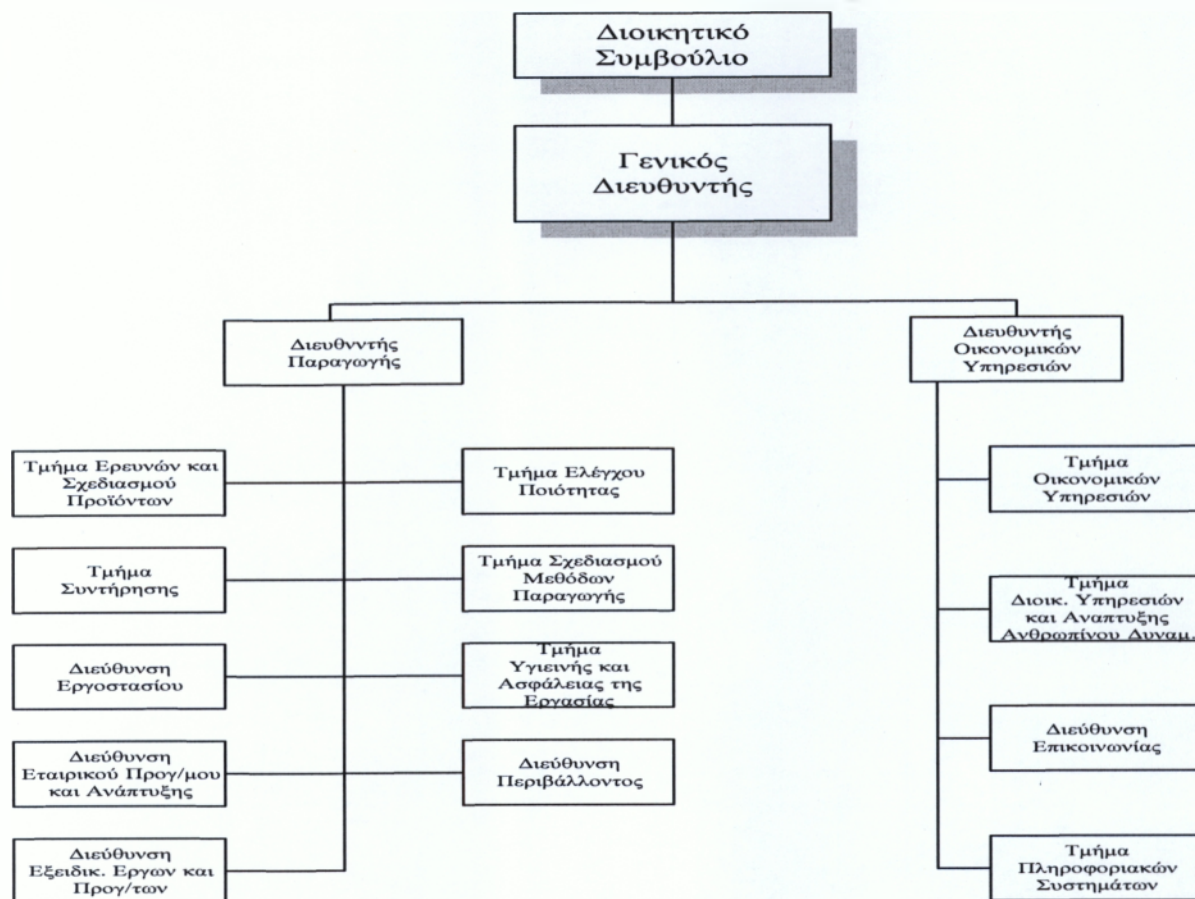 Διοικητικό
Συμβούλιο
Γενικός
Διευθυντής
Διευθνντής
Παραγωγής
Διευθυντής
Οικονομικών
Υπηρεσιών
Τμήμα Ερευνών και
Σχεδιασμού
Προϊόντων
Τμήμα Ελέγχου
Ποιότητας
Τμήμα
Οικονομικών
Υπηρεσιών
Τμήμα
Συντήρησης
Τμήμα Σχεδιασμού
Μεθόδων
Παραγωγής
Τμήμα
Διοικ. Υπηρεσιών
και Αναπτυξης
Ανθρωπίνου Δυναμ.
Διεύθυνση
Εργοστασίου
Τμήμα
Υγιεινής και
Ασφάλειας της
Εργασίας
Διεύθυνση
Επικοινωνίας
Διεύθυνση
Εταιρικού Προγ/μου
και Ανάπτυξης
Διεύθυνση
Περιβάλλοντος
Διεύθυνση
Εξειδικ. Εργων και
Προγ/των
Τμήμα
Πληροφοριακών
Συστημάτων